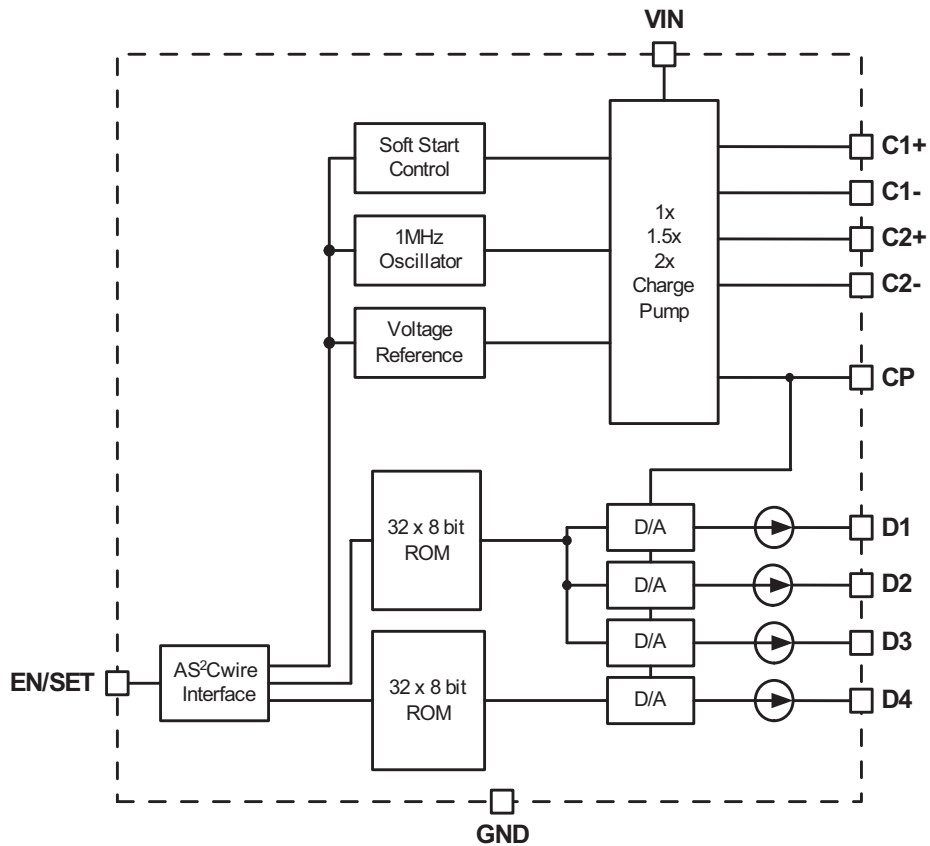 VIN
Soft Start
Control
C1+
C1-
1MHz
Oscillator
1x
1.5x
2x
Charge
Pump
C2+
C2-
Voltage
Reference
CP
32 x 8 bit
ROM
D/A
D1
D/A
D2
D/A
D3
EN/SET
AS²Cwire
Interface
32 x 8 bit
ROM
D/A
D4
GND